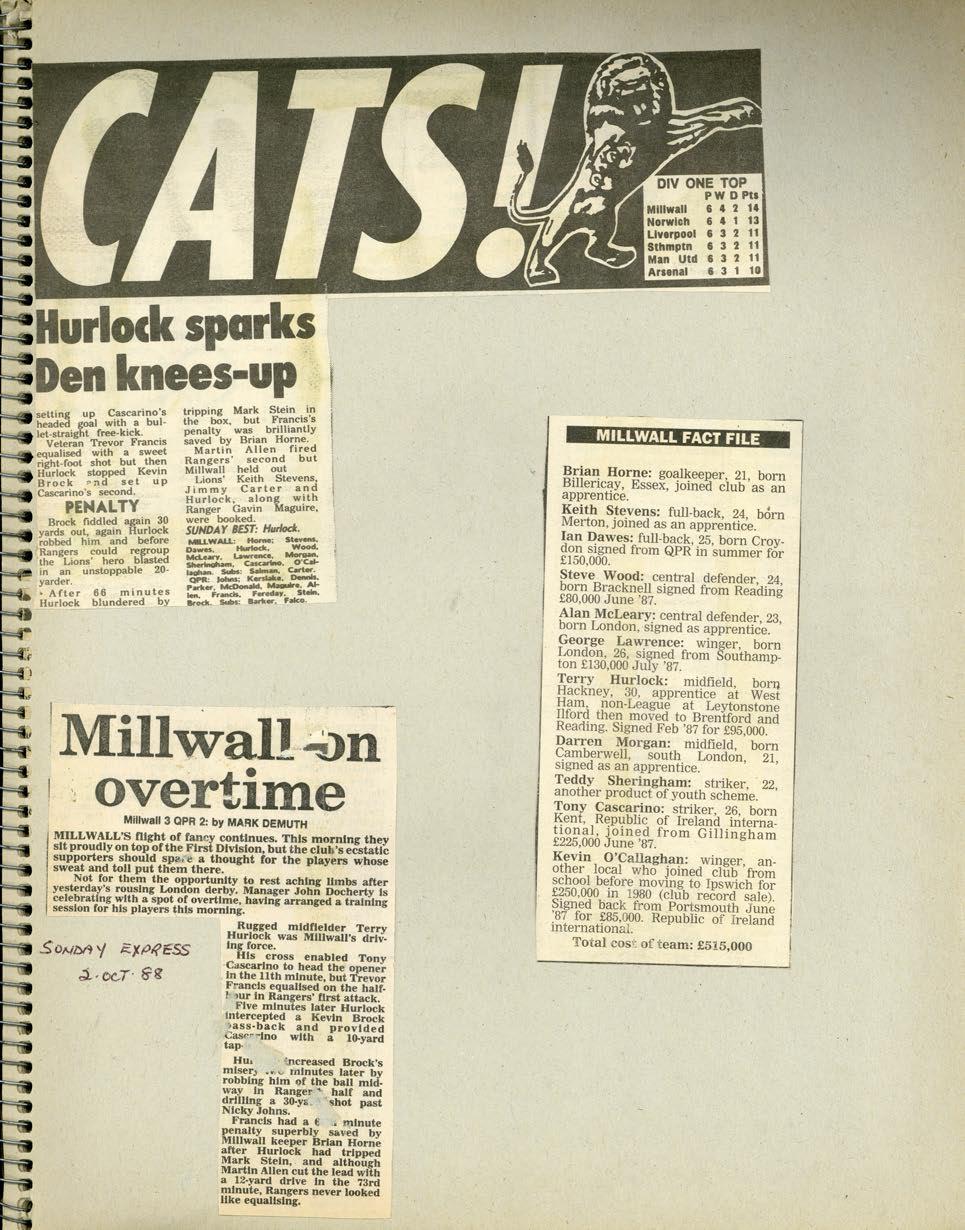 CATS!
DIV ONE TOP
P W D Pts
Millwall 6 4 2 14
Norwich 6 4 1 13
Liverpool 6 3 2 11
Sthmptn 6 3 2 11
Man Utd 6 3 2 11
Arsenal 6 3 1 10
Hurlock sparks
Den knees-up
setting up Cascarino's
headed goal with a bul-
let-straight free-kick.
Veteran Trevor Francis
equalised with a sweet
right-foot shot but then
Hurlock stopped Kevin
Brock and set up
Cascarino's second.
PENALTY
Brock fiddled again 30
yards out, again Hurlock
robbed him and before
Rangers could regroup
the Lions' hero blasted
in an unstoppable 20-
yarder.
After 66 minutes
Hurlock blundered by
tripping Mark Stein in
the box, but Francis's
penalty was brilliantly
saved by Brian Horne.
Martin Allen fired
Rangers' second but
Millwall held out
Lions' Keith Stevens,
Jimmy Carter and
Hurlock, along with
Ranger Gavin Maguire,
were booked.
SUNDAY BEST: Hurlock.
MILLWALL: Horne; Stevens,
Dawes, Hurlock, Wood,
McLeary, Lawrence, Morgan,
Sheringham, Cascarino, O'Cal-
laghan. Subs: Salman, Carter.
QPR: Johns; Kerslake, Dennis,
Parker, McDonald, Maguire, Al-
len, Francis, Fereday, Stein,
Brock. Subs: Barker, Falco.
MILLWALL FACT FILE
Brian Horne: goalkeeper, 21, born
Billericay, Essex, joined club as an
apprentice.
Keith Stevens: full-back, 24, born
Merton, joined as an apprentice.
Ian Dawes: full-back, 25, born Croy-
don signed from QPR in summer for
£150,000.
Steve Wood: central defender, 24,
born Bracknell signed from Reading
£80,000 June '87.
Alan McLeary: central defender, 23,
born London, signed as apprentice.
George Lawrence: winger, born
London, 26, signed from Southamp-
ton £130,000 July '87.
Terry Hurlock: midfield, born
Hackney, 30, apprentice at West
Ham, non-League at Leytonstone
Ilford then moved to Brentford and
Reading. Signed Feb '87 for £95,000.
Darren Morgan: midfield, born
Camberwell, south London, 21,
signed as an apprentice.
Teddy Sheringham: striker, 22,
another product of youth scheme.
Tony Cascarino: striker, 26, born
Kent, Republic of Ireland interna-
tional, joined from Gillingham
£225,000 June '87.
Kevin O'Callaghan: winger, an-
other local who joined club from
school before moving to Ipswich for
£250,000 in 1980 (club record sale).
Signed back from Portsmouth June
'87 for £85,000. Republic of Ireland
international.
Total cost of team: £515,000
Millwall on
overtime
Millwall 3 QPR 2: by MARK DEMUTH
MILLWALL'S flight of fancy continues. This morning they
sit proudly on top of the First Division, but the club's ecstatic
supporters should spare a thought for the players whose
sweat and toil put them there.
Not for them the opportunity to rest aching limbs after
yesterday's rousing London derby. Manager John Docherty is
celebrating with a spot of overtime, having arranged a training
session for his players this morning.
Rugged midfielder Terry
Hurlock was Millwall's driv-
ing force.
His cross enabled Tony
Cascarino to head the opener
in the 11th minute, but Trevor
Francis equalised on the half-
hour in Rangers' first attack.
Five minutes later Hurlock
intercepted a Kevin Brock
pass-back and provided
Cascarino with a 10-yard
tap-
increased Brock's
misery minutes later by
robbing him of the ball mid-
way in Rangers' half and
drilling a 30-ya shot past
Nicky Johns.
Francis had a minute
penalty superbly saved by
Millwall keeper Brian Horne
after Hurlock had tripped
Mark Stein, and although
Martin Allen cut the lead with
a 12-yard drive in the 73rd
minute, Rangers never looked
like equalising.
SUNDAY EXPRESS
2. OCT. 88